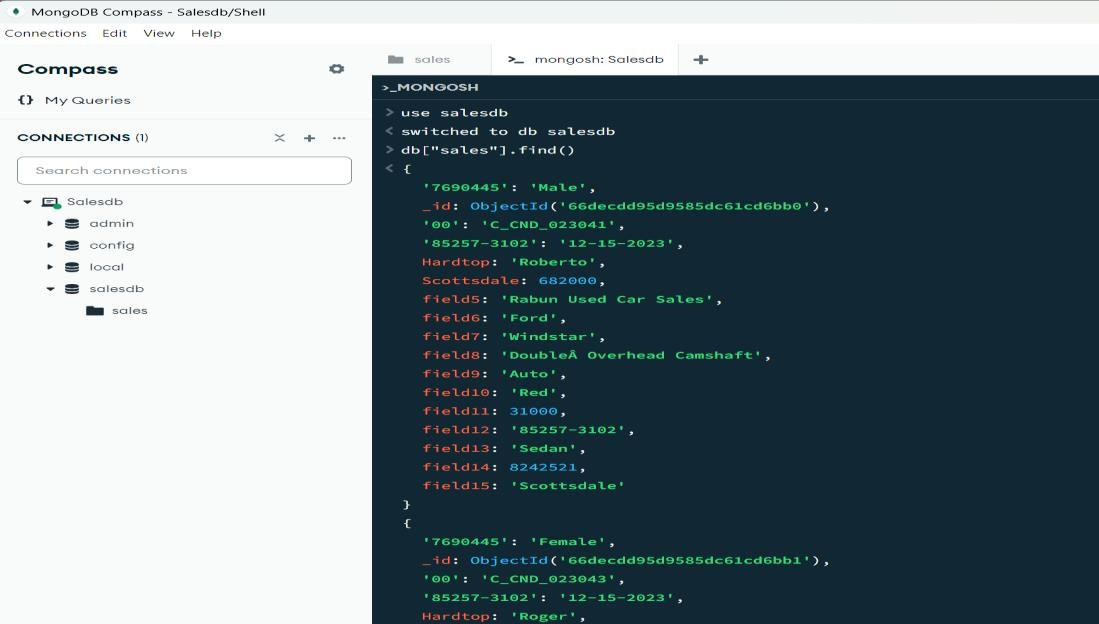 MongoDB Compass - Salesdb/Shell
Connections Edit View Help
Compass
{} My Queries
CONNECTIONS (1)
Search connections
Salesdb
admin
config
local
salesdb
sales
sales
>_ mongosh: Salesdb
>_MONGOSH
> use salesdb
< switched to db salesdb
> db["sales"].find()
< {
'7690445': 'Male',
_id: ObjectId('66decdd95d9585dc61cd6bb0'),
'00': 'C_CND_023041',
'85257-3102': '12-15-2023',
Hardtop: 'Roberto',
Scottsdale: 682000,
field5: 'Rabun Used Car Sales',
field6: 'Ford',
field7: 'Windstar',
field8: 'DoubleÂ Overhead Camshaft',
field9: 'Auto',
field10: 'Red',
field11: 31000,
field12: '85257-3102',
field13: 'Sedan',
field14: 8242521,
field15: 'Scottsdale'
}
{
'7690445': 'Female',
_id: ObjectId('66decdd95d9585dc61cd6bb1'),
'00': 'C_CND_023043',
'85257-3102': '12-15-2023',
Hardtop: 'Roger',